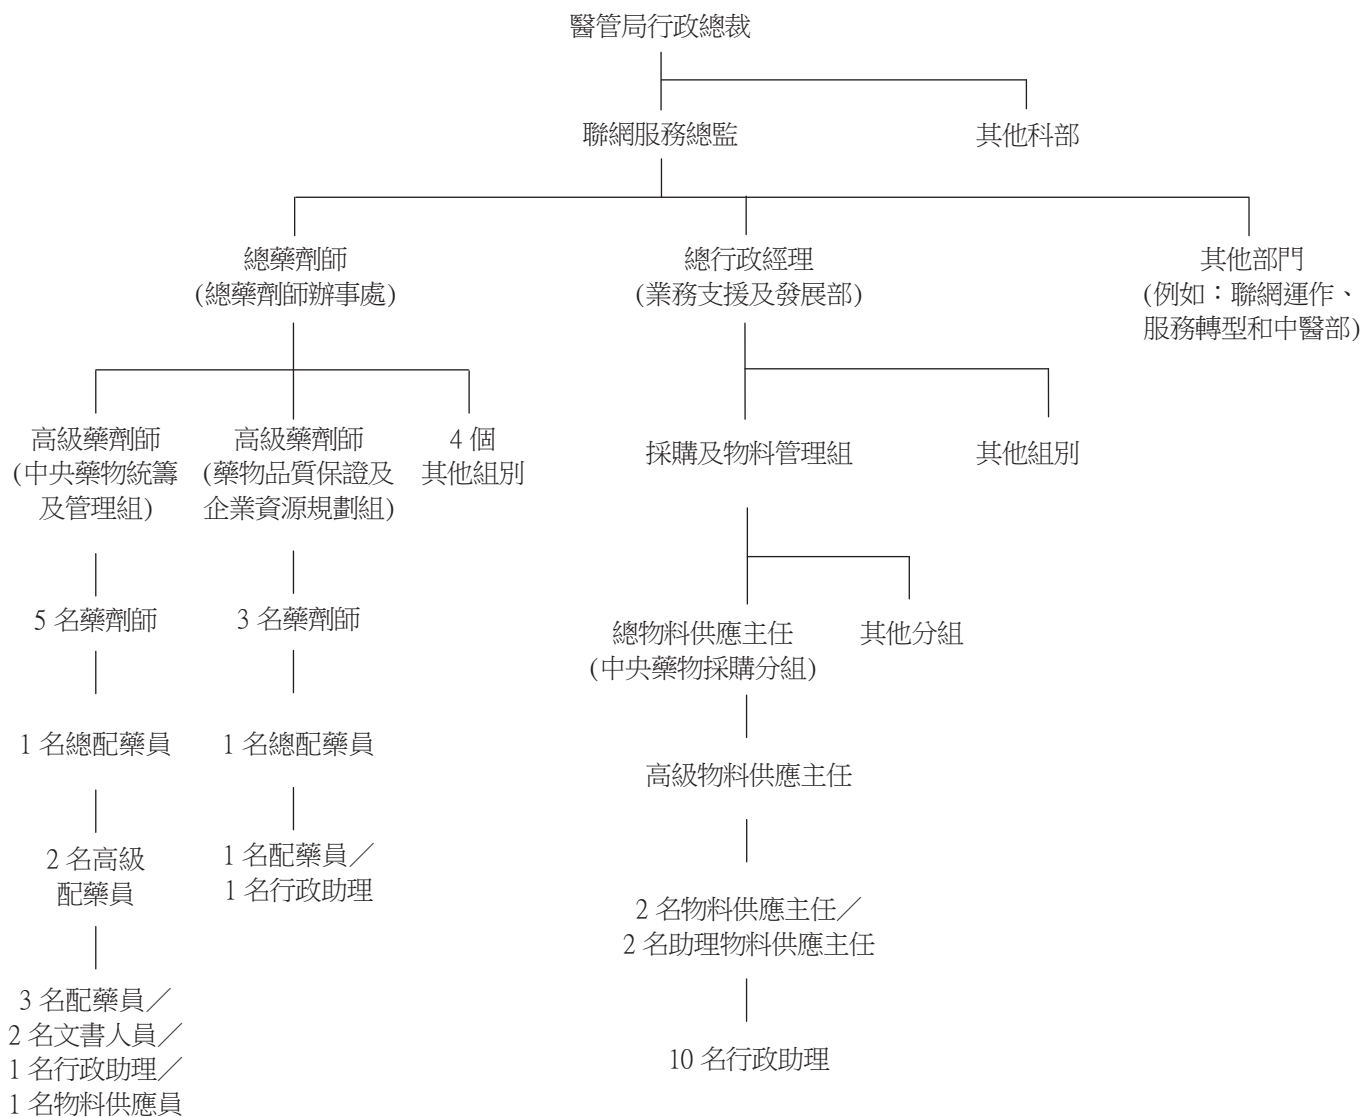 醫管局行政總裁
聯網服務總監
其他科部
總藥劑師
(總藥劑師辦事處)
總行政經理
(業務支援及發展部)
其他部門
(例如：聯網運作、
服務轉型和中醫部)
高級藥劑師
(中央藥物統籌
及管理組)
高級藥劑師
(藥物品質保證及
企業資源規劃組)
4 個
其他組別
採購及物料管理組
其他組別
5 名藥劑師
3 名藥劑師
總物料供應主任
(中央藥物採購分組)
其他分組
1 名總配藥員
1 名總配藥員
高級物料供應主任
2 名高級
配藥員
1 名配藥員／
1 名行政助理
2 名物料供應主任／
2 名助理物料供應主任
3 名配藥員／
2 名文書人員／
1 名行政助理／
1 名物料供應員
10 名行政助理